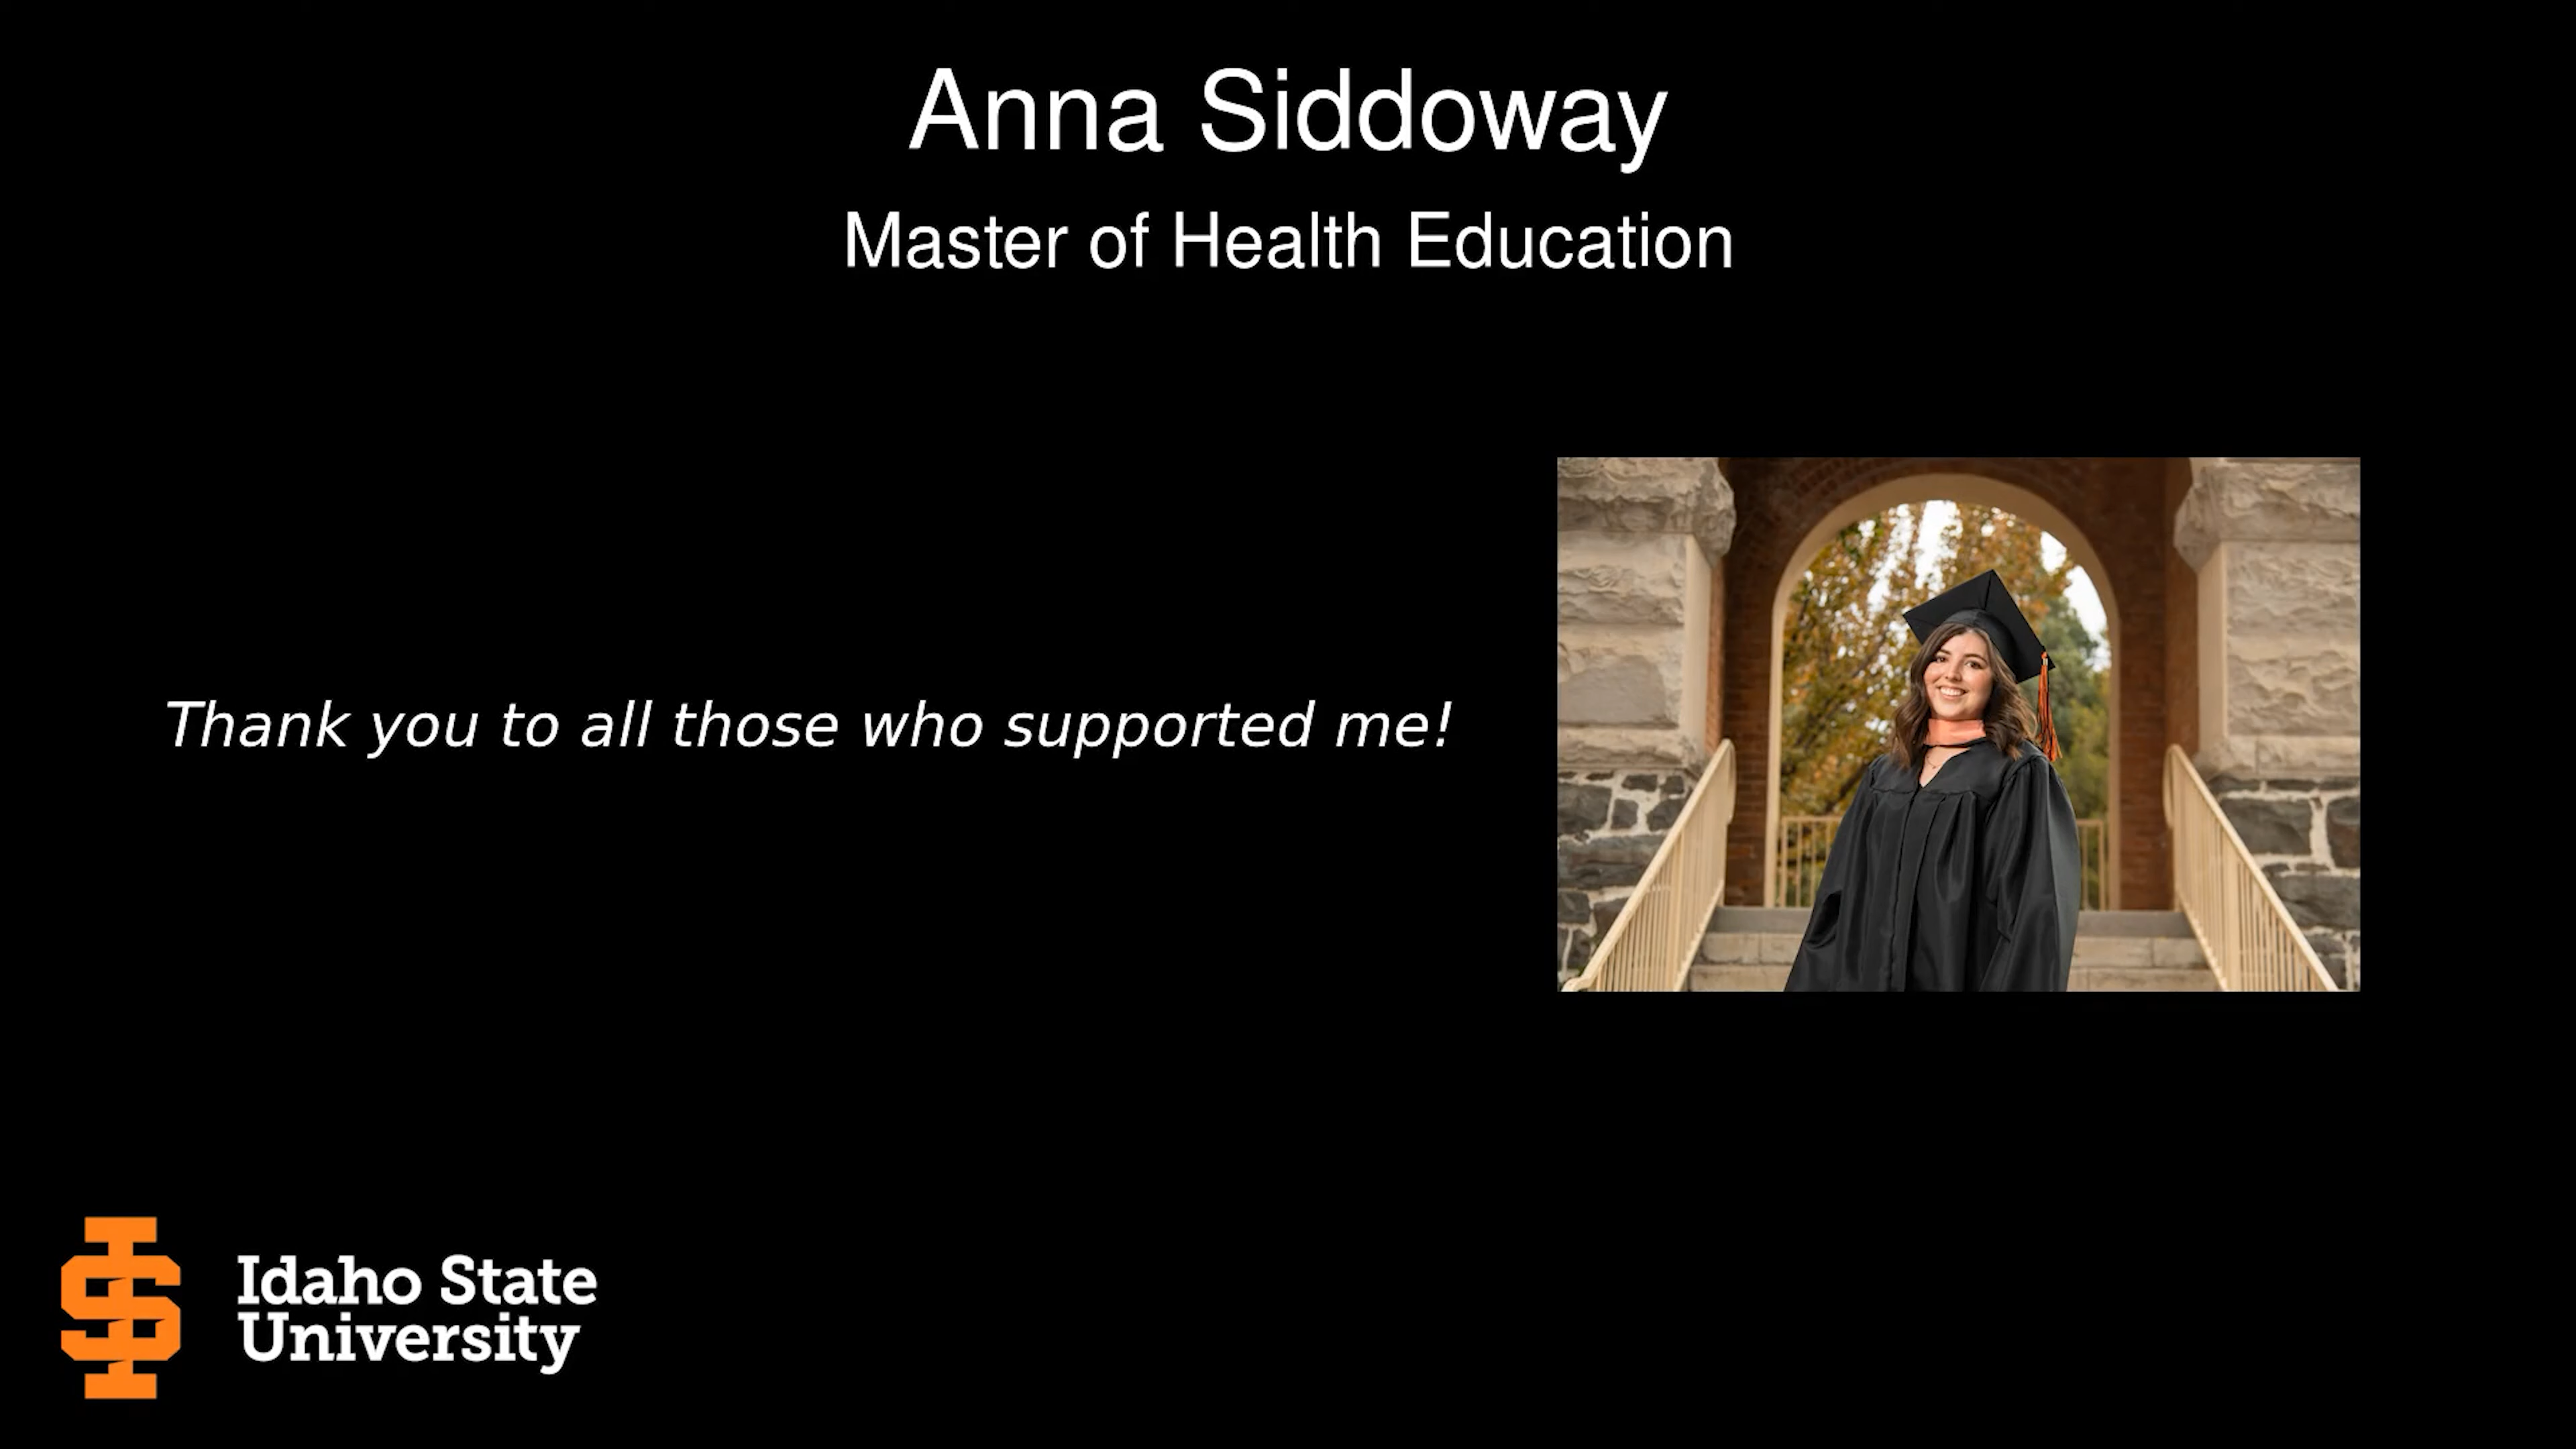 Anna Siddoway
Master of Health Education
Thank you to all those who supported me!
Idaho State
University